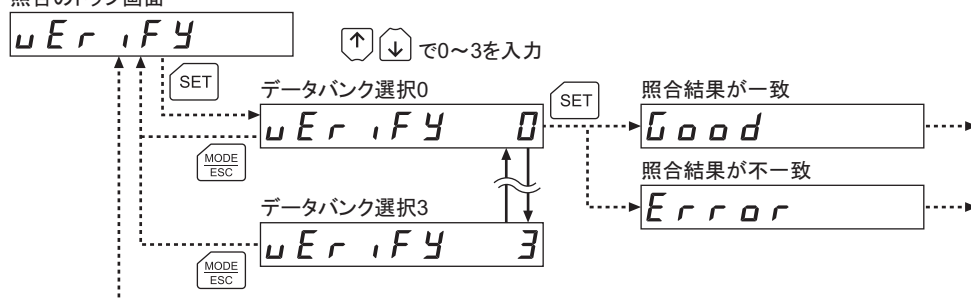 照合のトップ画面
uEriFY
SET
↑ ↓ で0～3を入力
データバンク選択0
uEriFY 0
SET
照合結果が一致
Good
MODE
ESC
照合結果が不一致
Error
データバンク選択3
uEriFY 3
MODE
ESC